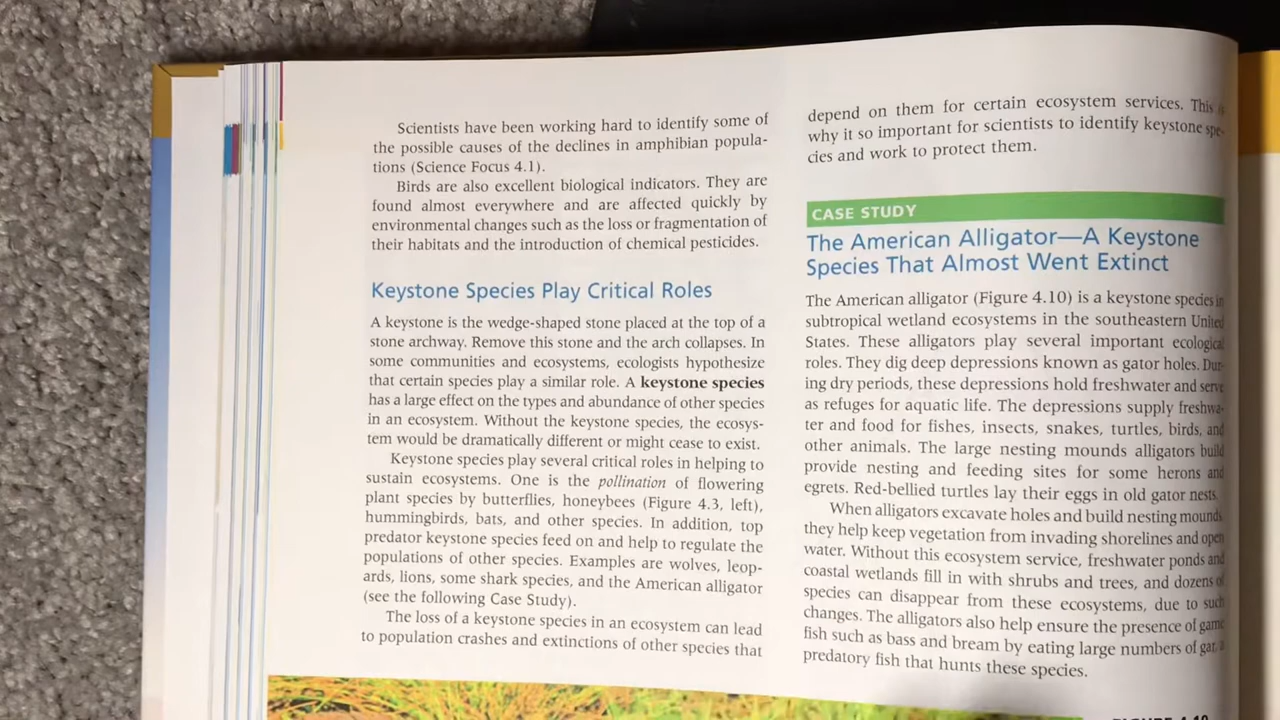 Scientists have been working hard to identify some of
the possible causes of the declines in amphibian popula-
tions (Science Focus 4.1).
Birds are also excellent biological indicators. They are
found almost everywhere and are affected quickly by
environmental changes such as the loss or fragmentation of
their habitats and the introduction of chemical pesticides.
Keystone Species Play Critical Roles
A keystone is the wedge-shaped stone placed at the top of a
stone archway. Remove this stone and the arch collapses. In
some communities and ecosystems, ecologists hypothesize
that certain species play a similar role. A keystone species
has a large effect on the types and abundance of other species
in an ecosystem. Without the keystone species, the ecosys-
tem would be dramatically different or might cease to exist.
Keystone species play several critical roles in helping to
sustain ecosystems. One is the pollination of flowering
plant species by butterflies, honeybees (Figure 4.3, left),
hummingbirds, bats, and other species. In addition, top
predator keystone species feed on and help to regulate the
populations of other species. Examples are wolves, leop-
ards, lions, some shark species, and the American alligator
(see the following Case Study).
The loss of a keystone species in an ecosystem can lead
to population crashes and extinctions of other species that
depend on them for certain ecosystem services. This is
why it so important for scientists to identify keystone spe-
cies and work to protect them.
CASE STUDY
The American Alligator—A Keystone
Species That Almost Went Extinct
The American alligator (Figure 4.10) is a keystone species in
subtropical wetland ecosystems in the southeastern United
States. These alligators play several important ecological
roles. They dig deep depressions known as gator holes. Dur-
ing dry periods, these depressions hold freshwater and serve
as refuges for aquatic life. The depressions supply freshwa-
ter and food for fishes, insects, snakes, turtles, birds, and
other animals. The large nesting mounds alligators build
provide nesting and feeding sites for some herons and
egrets. Red-bellied turtles lay their eggs in old gator nests.
When alligators excavate holes and build nesting mounds,
they help keep vegetation from invading shorelines and open
water. Without this ecosystem service, freshwater ponds and
coastal wetlands fill in with shrubs and trees, and dozens of
species can disappear from these ecosystems, due to such
changes. The alligators also help ensure the presence of game
fish such as bass and bream by eating large numbers of gar, a
predatory fish that hunts these species.